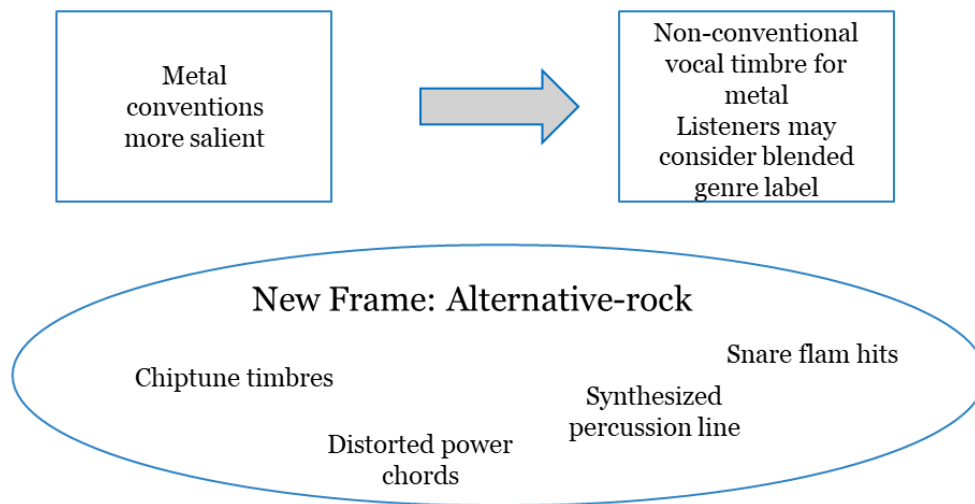 Metal
conventions
more salient
Non-conventional
vocal timbre for
metal
Listeners may
consider blended
genre label
New Frame: Alternative-rock
Chiptune timbres
Distorted power
chords
Synthesized
percussion line
Snare flam hits